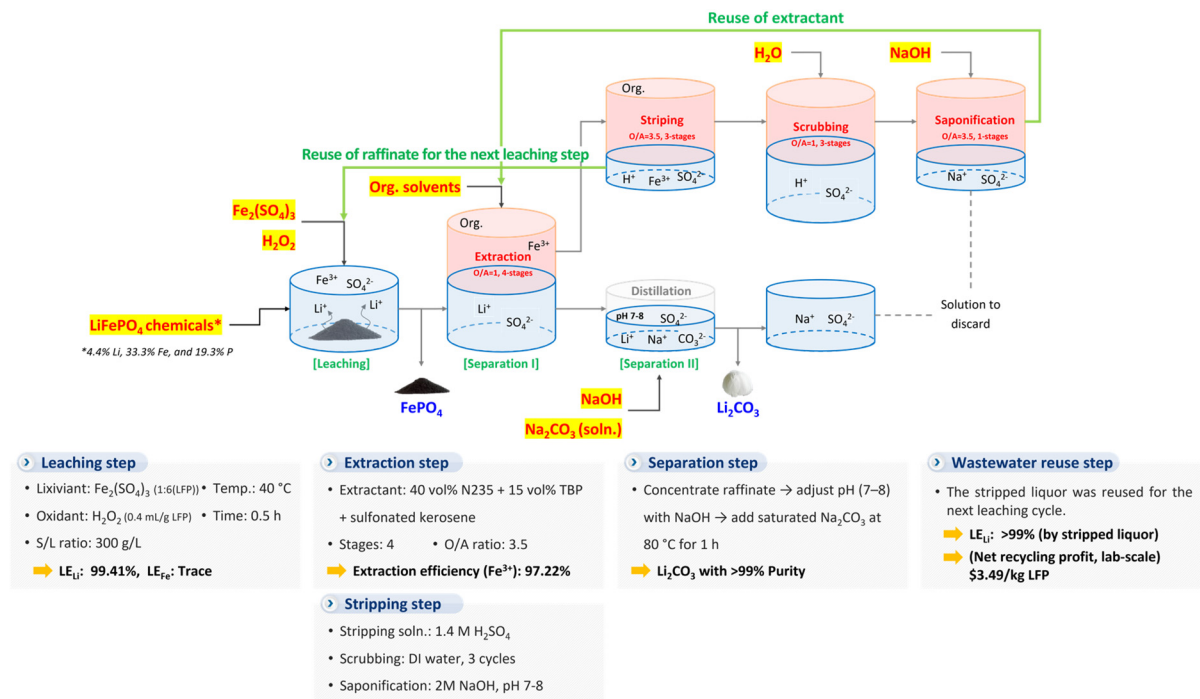 Reuse of extractant
H₂O
NaOH
Org.
Striping
O/A=3.5, 3-stages
Scrubbing
O/A=1, 3-stages
Saponification
O/A=3.5, 1-stages
Reuse of raffinate for the next leaching step
H⁺ Fe³⁺ SO₄²⁻
H⁺ SO₄²⁻
Na⁺ SO₄²⁻
Org. solvents
Fe₂(SO₄)₃
H₂O₂
Org.
Fe³⁺
Extraction
O/A=1, 4-stages
Fe³⁺ SO₄²⁻
Li⁺ Li⁺
Li⁺
SO₄²⁻
Distillation
pH 7-8 SO₄²⁻
Li⁺ Na⁺ CO₃²⁻
Na⁺ SO₄²⁻
Solution to
discard
LiFePO₄ chemicals*
*4.4% Li, 33.3% Fe, and 19.3% P
[Leaching]
[Separation I]
[Separation II]
FePO₄
NaOH
Na₂CO₃ (soln.)
Li₂CO₃
Leaching step
• Lixiviant: Fe₂(SO₄)₃ (1:6(LFP)) • Temp.: 40 °C
• Oxidant: H₂O₂ (0.4 mL/g LFP) • Time: 0.5 h
• S/L ratio: 300 g/L
LE_Li: 99.41%, LE_Fe: Trace
Extraction step
• Extractant: 40 vol% N235 + 15 vol% TBP
+ sulfonated kerosene
• Stages: 4 • O/A ratio: 3.5
Extraction efficiency (Fe³⁺): 97.22%
Stripping step
• Stripping soln.: 1.4 M H₂SO₄
• Scrubbing: DI water, 3 cycles
• Saponification: 2M NaOH, pH 7-8
Separation step
• Concentrate raffinate → adjust pH (7–8)
with NaOH → add saturated Na₂CO₃ at
80 °C for 1 h
Li₂CO₃ with >99% Purity
Wastewater reuse step
• The stripped liquor was reused for the
next leaching cycle.
LE_Li: >99% (by stripped liquor)
(Net recycling profit, lab-scale)
$3.49/kg LFP